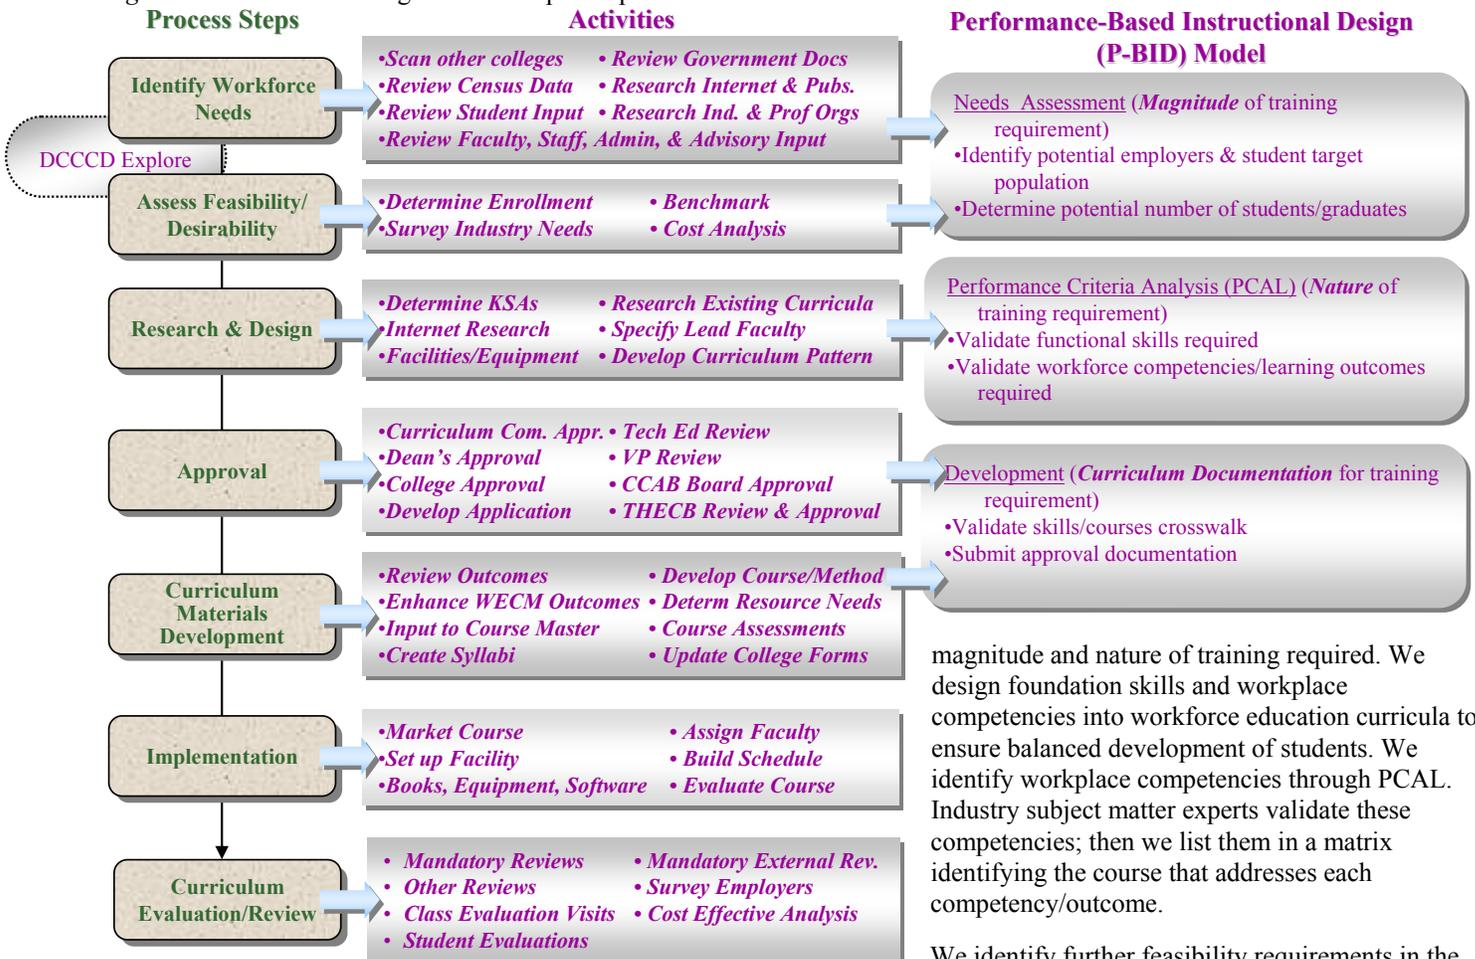 Process Steps
Activities
Performance-Based Instructional Design
(P-BID) Model
Identify Workforce
Needs
•Scan other colleges • Review Government Docs
•Review Census Data • Research Internet & Pubs.
•Review Student Input • Research Ind. & Prof Orgs
•Review Faculty, Staff, Admin, & Advisory Input
Needs Assessment (Magnitude of training
requirement)
•Identify potential employers & student target
population
•Determine potential number of students/graduates
DCCCD Explore
Assess Feasibility/
Desirability
•Determine Enrollment • Benchmark
•Survey Industry Needs • Cost Analysis
Research & Design
•Determine KSAs • Research Existing Curricula
•Internet Research • Specify Lead Faculty
•Facilities/Equipment • Develop Curriculum Pattern
Performance Criteria Analysis (PCAL) (Nature of
training requirement)
•Validate functional skills required
•Validate workforce competencies/learning outcomes
required
Approval
•Curriculum Com. Appr. • Tech Ed Review
•Dean’s Approval • VP Review
•College Approval • CCAB Board Approval
•Develop Application • THECB Review & Approval
Development (Curriculum Documentation for training
requirement)
•Validate skills/courses crosswalk
•Submit approval documentation
Curriculum
Materials
Development
•Review Outcomes • Develop Course/Method
•Enhance WECM Outcomes • Determ Resource Needs
•Input to Course Master • Course Assessments
•Create Syllabi • Update College Forms
Implementation
•Market Course • Assign Faculty
•Set up Facility • Build Schedule
•Books, Equipment, Software • Evaluate Course
Curriculum
Evaluation/Review
• Mandatory Reviews • Mandatory External Rev.
• Other Reviews • Survey Employers
• Class Evaluation Visits • Cost Effective Analysis
• Student Evaluations
magnitude and nature of training required. We
design foundation skills and workplace
competencies into workforce education curricula to
ensure balanced development of students. We
identify workplace competencies through PCAL.
Industry subject matter experts validate these
competencies; then we list them in a matrix
identifying the course that addresses each
competency/outcome.
We identify further feasibility requirements in the